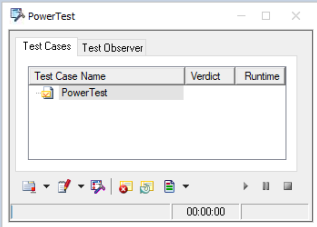 PowerTest
Test Cases Test Observer
Test Case Name Verdict Runtime
PowerTest
00:00:00